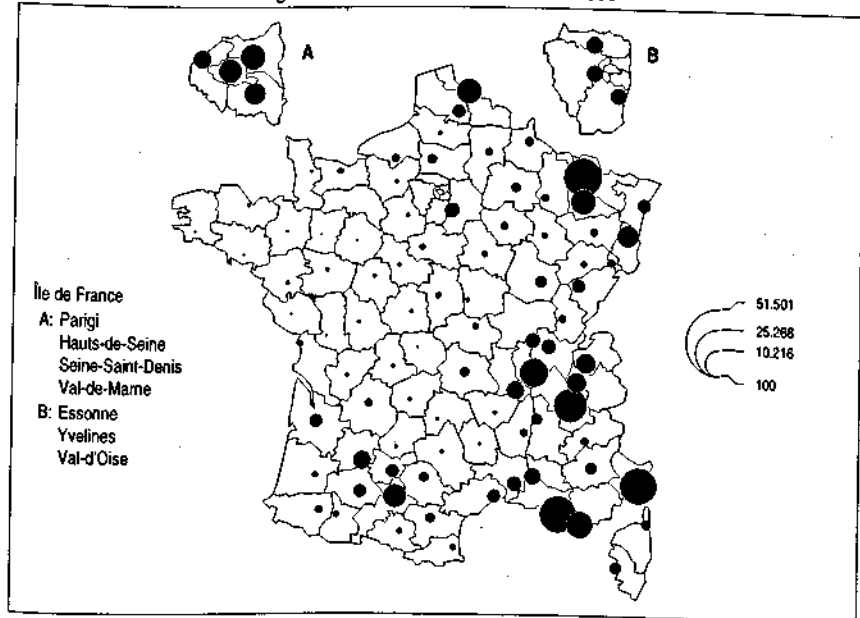 A
B
Île de France
A: Parigi
Hauts-de-Seine
Seine-Saint-Denis
Val-de-Marne
B: Essonne
Yvelines
Val-d'Oise
51.501
25.266
10.216
100